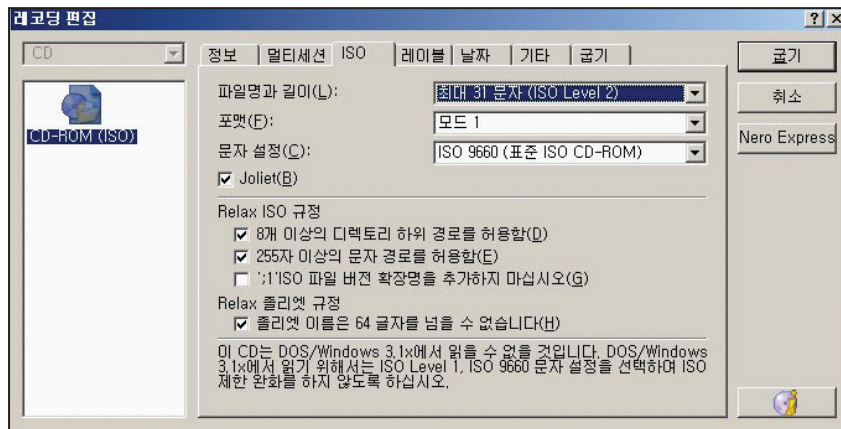 레코딩 편집
CD
CD-ROM (ISO)
정보 멀티세션 ISO 레이블 날짜 기타 굽기
파일명과 길이(L): 최대 31 문자 (ISO Level 2)
포맷(F): 모드 1
문자 설정(C): ISO 9660 (표준 ISO CD-ROM)
Joliet(B)
Relax ISO 규정
8개 이상의 디렉토리 하위 경로를 허용함(D)
255자 이상의 문자 경로를 허용함(E)
';1'ISO 파일 버전 확장명을 추가하지 마십시오(G)
Relax 졸리엣 규정
졸리엣 이름은 64 글자를 넘을 수 없습니다(H)
이 CD는 DOS/Windows 3.1x에서 읽을 수 없을 것입니다. DOS/Windows
3.1x에서 읽기 위해서는 ISO Level 1, ISO 9660 문자 설정을 선택하며 ISO
제한 완화를 하지 않도록 하십시오.
굽기
취소
Nero Express